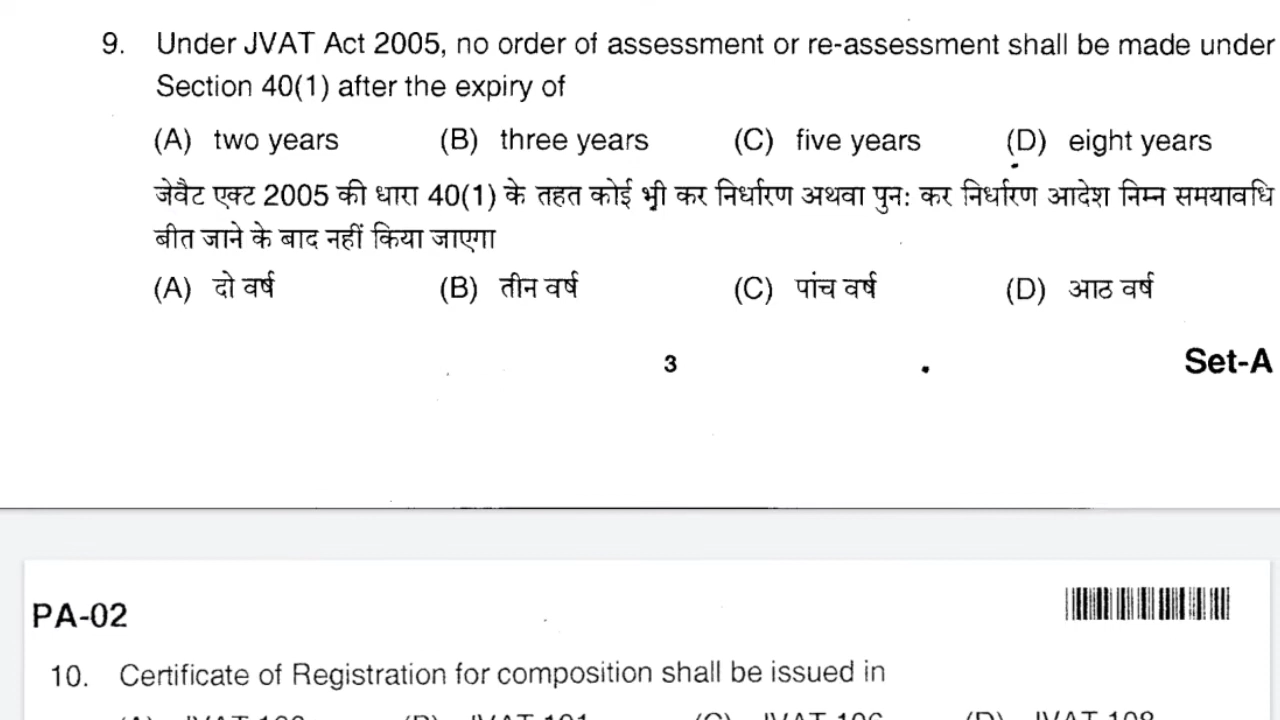 9. Under JVAT Act 2005, no order of assessment or re-assessment shall be made under
Section 40(1) after the expiry of
(A) two years (B) three years (C) five years (D) eight years
जेवैट एक्ट 2005 की धारा 40(1) के तहत कोई भी कर निर्धारण अथवा पुनः कर निर्धारण आदेश निम्न समयावधि
बीत जाने के बाद नहीं किया जाएगा
(A) दो वर्ष (B) तीन वर्ष (C) पांच वर्ष (D) आठ वर्ष
3 Set-A
PA-02
10. Certificate of Registration for composition shall be issued in